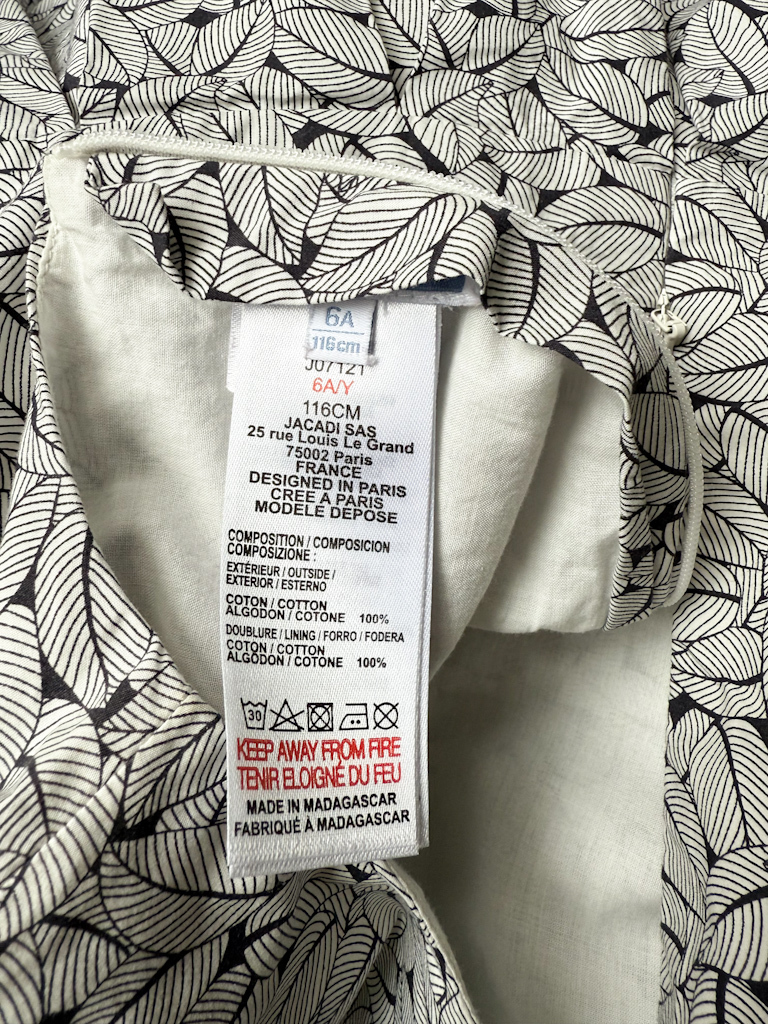 6A
116cm
J07121
6A/Y
116CM
JACADI SAS
25 rue Louis Le Grand
75002 Paris
FRANCE
DESIGNED IN PARIS
CREE A PARIS
MODELE DEPOSE
COMPOSITION / COMPOSICION
COMPOSIZIONE :
EXTÉRIEUR / OUTSIDE /
EXTERIOR / ESTERNO
COTON / COTTON
ALGODON / COTONE 100%
DOUBLURE / LINING / FORRO / FODERA
COTON / COTTON
ALGODON / COTONE 100%
30
KEEP AWAY FROM FIRE
TENIR ELOIGNÉ DU FEU
MADE IN MADAGASCAR
FABRIQUÉ À MADAGASCAR